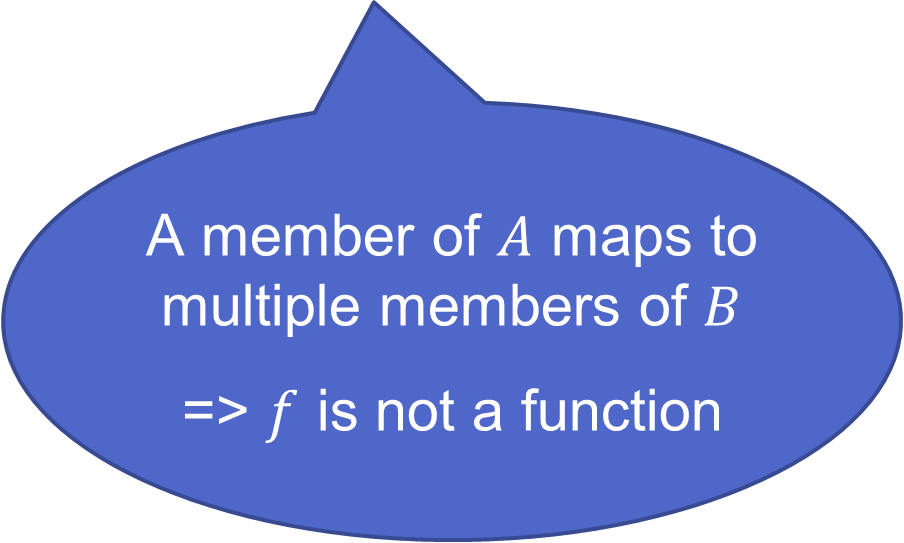 A member of 𝐴 maps to
multiple members of 𝐵
=> 𝑓 is not a function